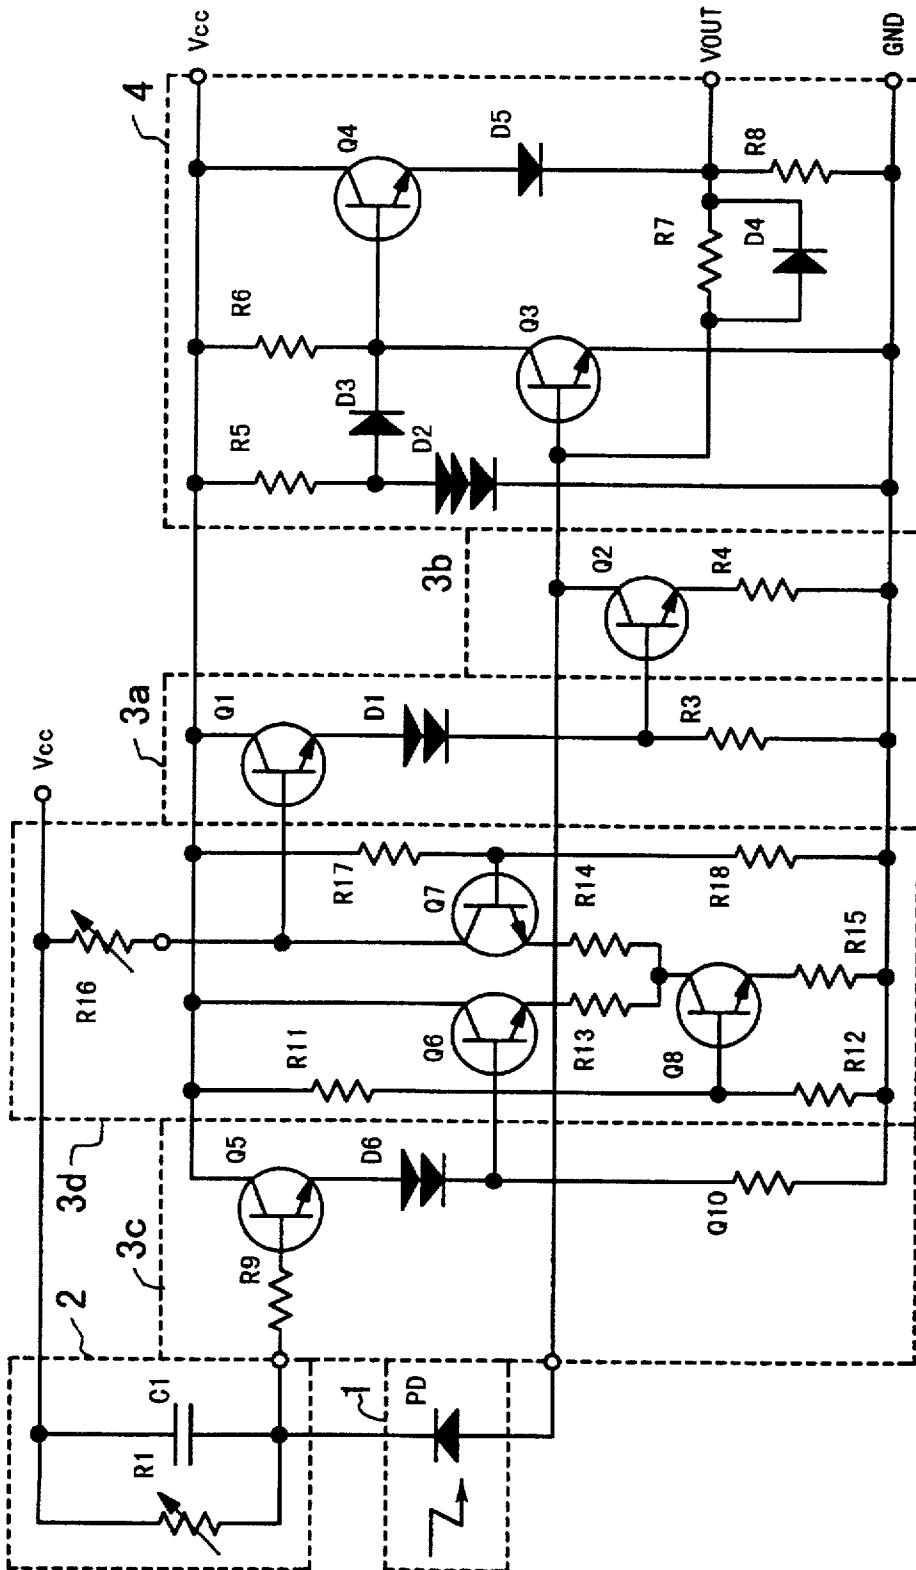 2
C1
R1
1
PD
3c
R9
Q5
D6
Q10
3d
R16
R11
Q6
R13
Q8
R12
R17
Q7
R14
R18
R15
Vcc
3a
Q1
D1
R3
3b
Q2
R4
4
R5
D3
D2
R6
Q3
Q4
D5
R7
D4
R8
Vcc
VOUT
GND